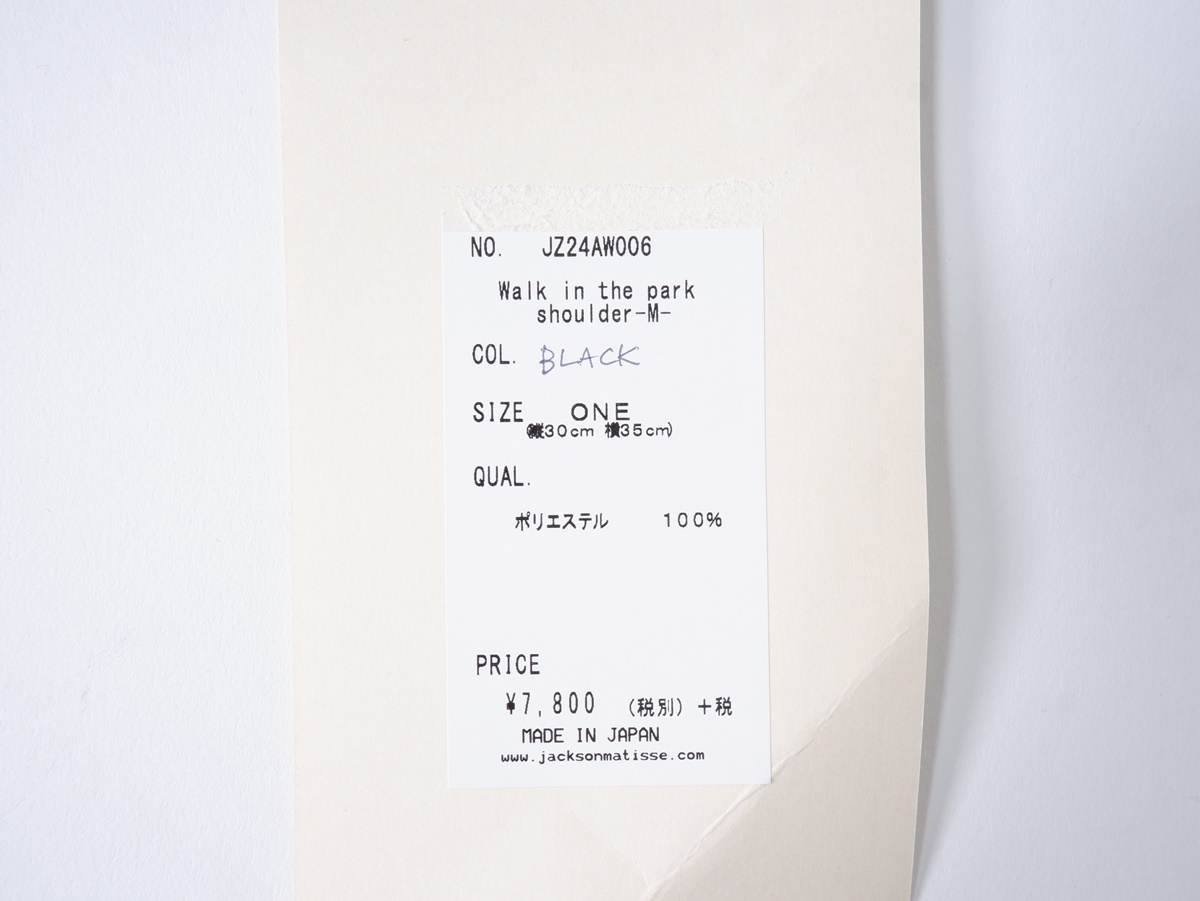 NO. JZ24AW006
Walk in the park
shoulder-M-
COL. BLACK
SIZE ONE
(縦30cm 横35cm)
QUAL.
ポリエステル 100%
PRICE
¥7,800 (税別)+税
MADE IN JAPAN
www.jacksonmatisse.com